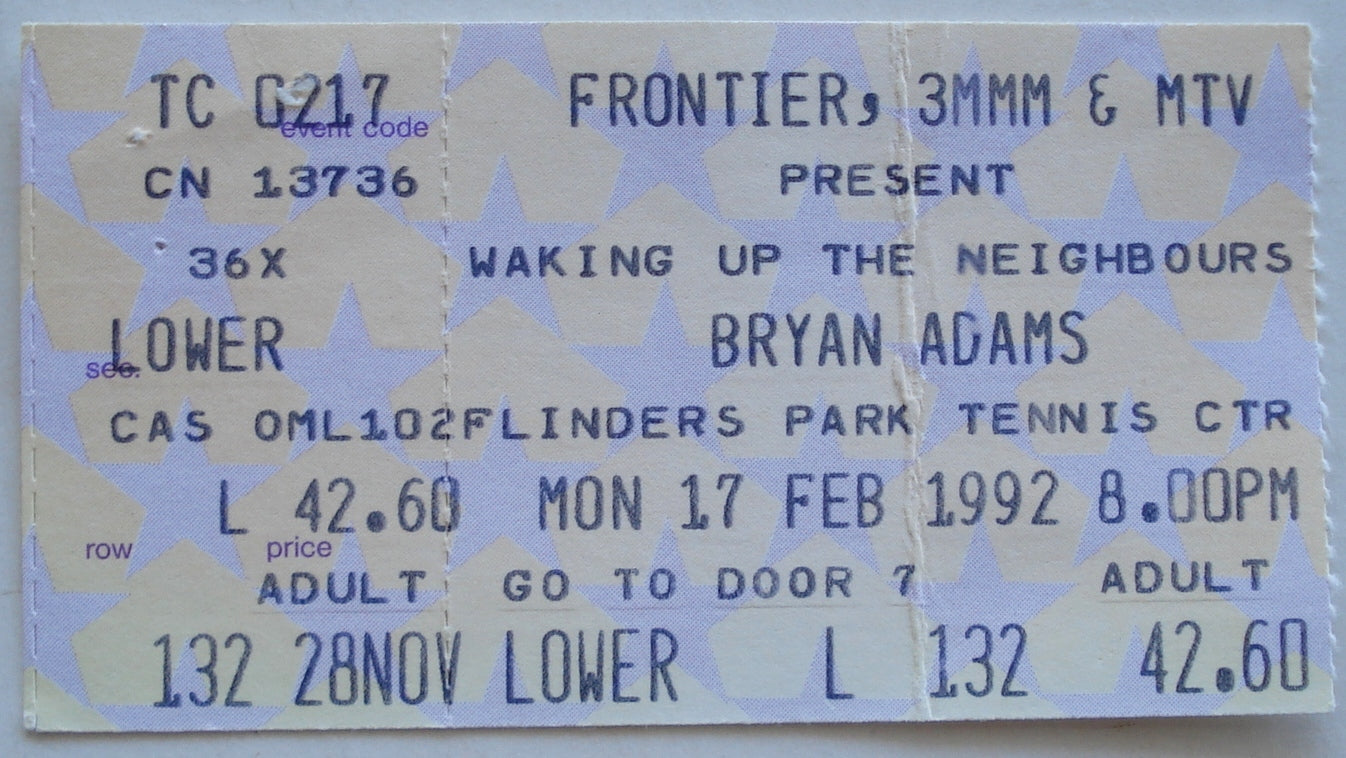 TC 0217 FRONTIER, 3MMM & MTV
event code
CN 13736 PRESENT
36X WAKING UP THE NEIGHBOURS
LOWER BRYAN ADAMS
sec.
CAS OML102 FLINDERS PARK TENNIS CTR
L 42.60 MON 17 FEB 1992 8.00PM
row price
ADULT GO TO DOOR 7 ADULT
132 28NOV LOWER L 132 42.60